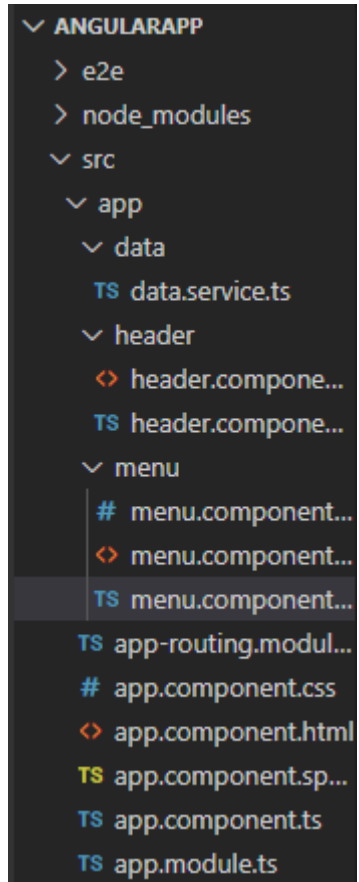 ANGULARAPP
e2e
node_modules
src
app
data
TS data.service.ts
header
<> header.compone...
TS header.compone...
menu
# menu.component...
<> menu.component...
TS menu.component...
TS app-routing.modul...
# app.component.css
<> app.component.html
TS app.component.sp...
TS app.component.ts
TS app.module.ts